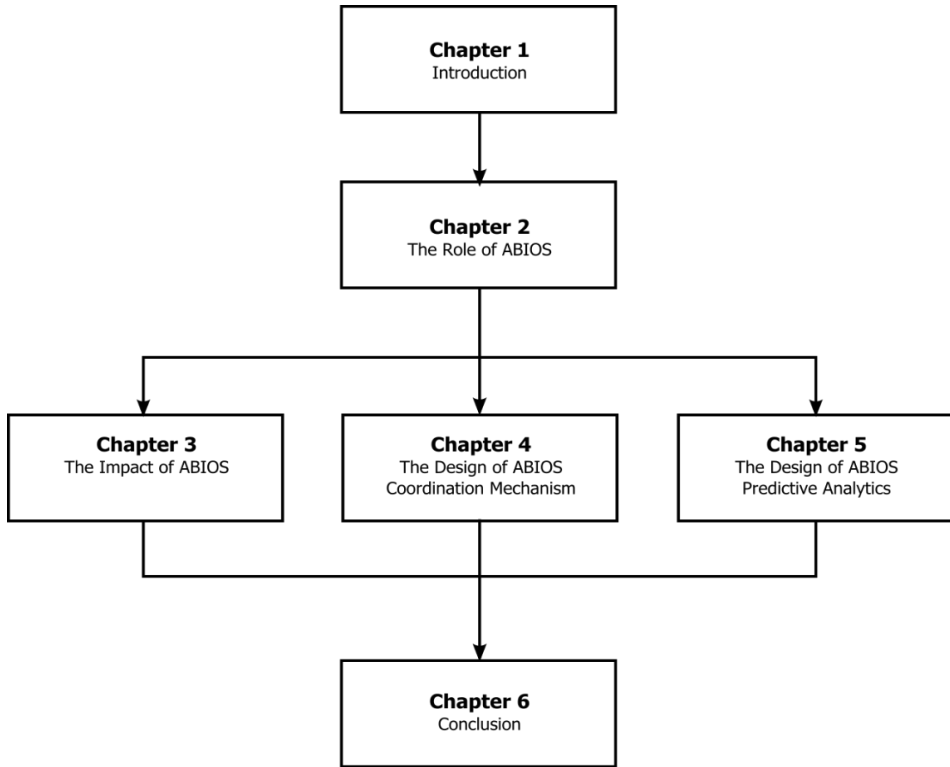 Chapter 1
Introduction
Chapter 2
The Role of ABIOS
Chapter 3
The Impact of ABIOS
Chapter 4
The Design of ABIOS
Coordination Mechanism
Chapter 5
The Design of ABIOS
Predictive Analytics
Chapter 6
Conclusion